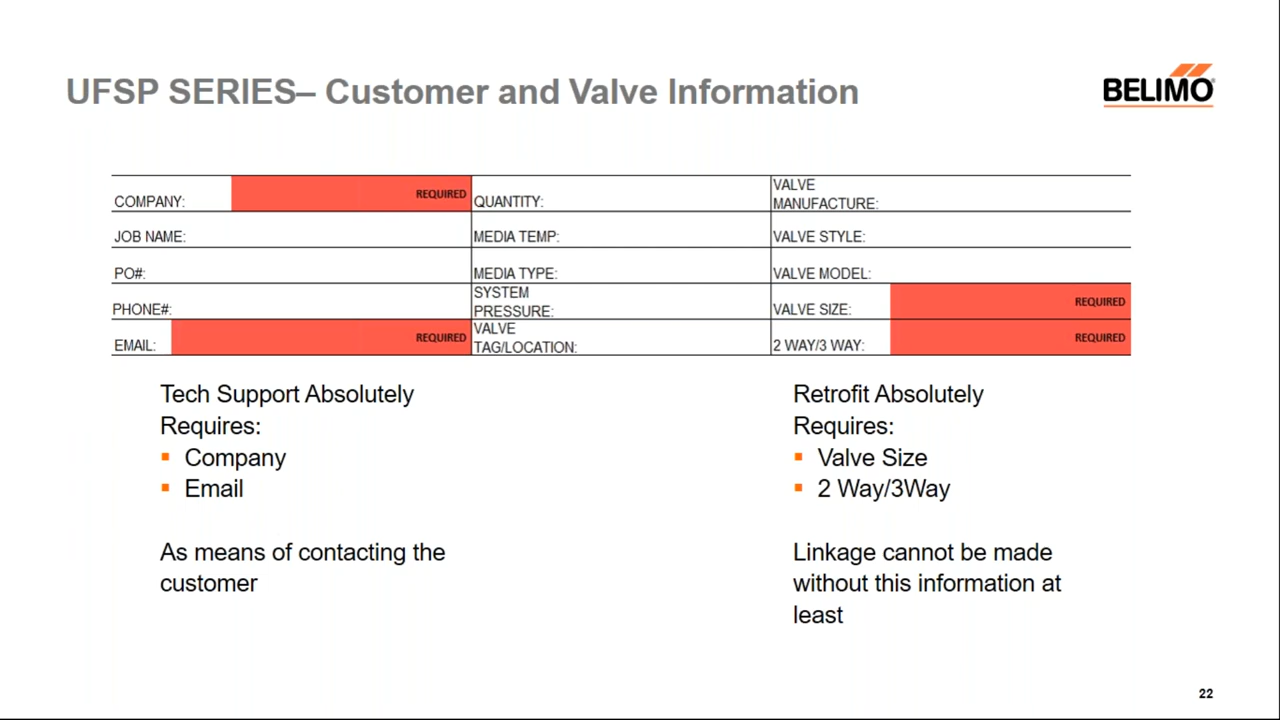 UFSP SERIES– Customer and Valve Information
BELIMO
COMPANY: REQUIRED QUANTITY: VALVE MANUFACTURE:
JOB NAME: MEDIA TEMP: VALVE STYLE:
PO#: MEDIA TYPE: VALVE MODEL:
PHONE#: SYSTEM PRESSURE: VALVE SIZE: REQUIRED
EMAIL: REQUIRED VALVE TAG/LOCATION: 2 WAY/3 WAY: REQUIRED
Tech Support Absolutely
Requires:
▪ Company
▪ Email
As means of contacting the
customer
Retrofit Absolutely
Requires:
▪ Valve Size
▪ 2 Way/3Way
Linkage cannot be made
without this information at
least
22